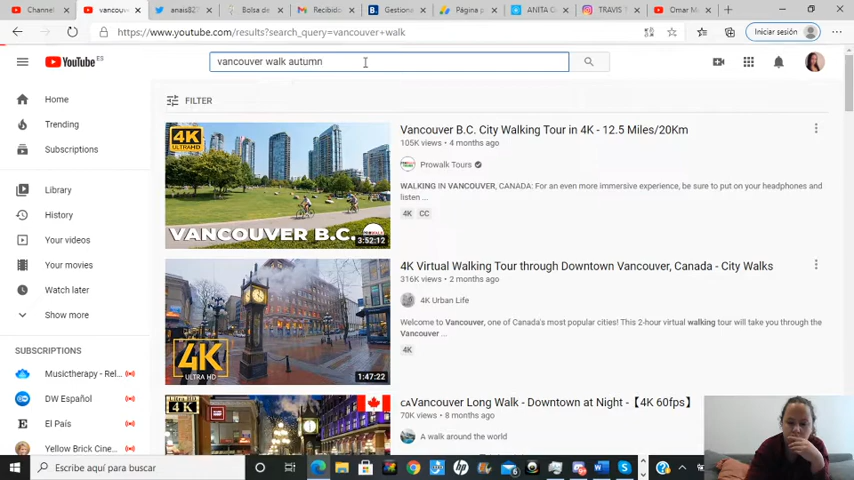 Channel
vancouv
anais827
Bolsa de
Recibido
Gestione
Página p
ANITA C
TRAVIS
Omar M
https://www.youtube.com/results?search_query=vancouver+walk
Iniciar sesión
YouTube ES
vancouver walk autumn
Home
Trending
Subscriptions
Library
History
Your videos
Your movies
Watch later
Show more
SUBSCRIPTIONS
Musictherapy - Rel...
DW Español
El País
Yellow Brick Cine...
FILTER
4K
ULTRA HD
VANCOUVER B.C.
3:52:12
Vancouver B.C. City Walking Tour in 4K - 12.5 Miles/20Km
105K views • 4 months ago
Prowalk Tours
WALKING IN VANCOUVER, CANADA: For an even more immersive experience, be sure to put on your headphones and
listen ...
4K CC
4K
ULTRA HD
1:47:22
4K Virtual Walking Tour through Downtown Vancouver, Canada - City Walks
316K views • 2 months ago
4K Urban Life
Welcome to Vancouver, one of Canada's most popular cities! This 2-hour virtual walking tour will take you through the
Vancouver ...
4K
4K
CAVancouver Long Walk - Downtown at Night -【4K 60fps】
70K views • 8 months ago
A walk around the world
Escribe aquí para buscar